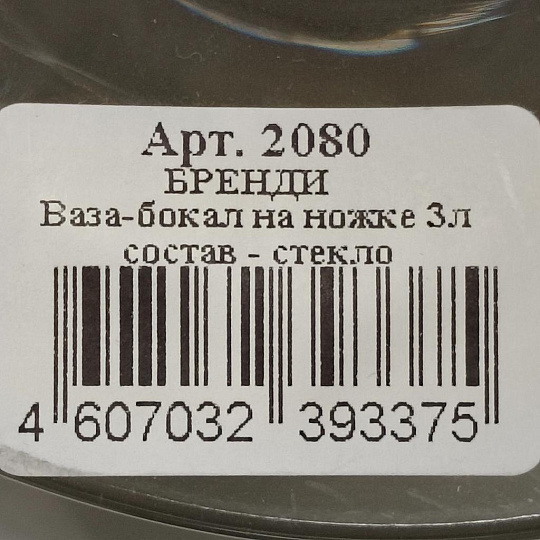 Арт. 2080
БРЕНДИ
Ваза-бокал на ножке 3л
состав - стекло
4 607032 393375